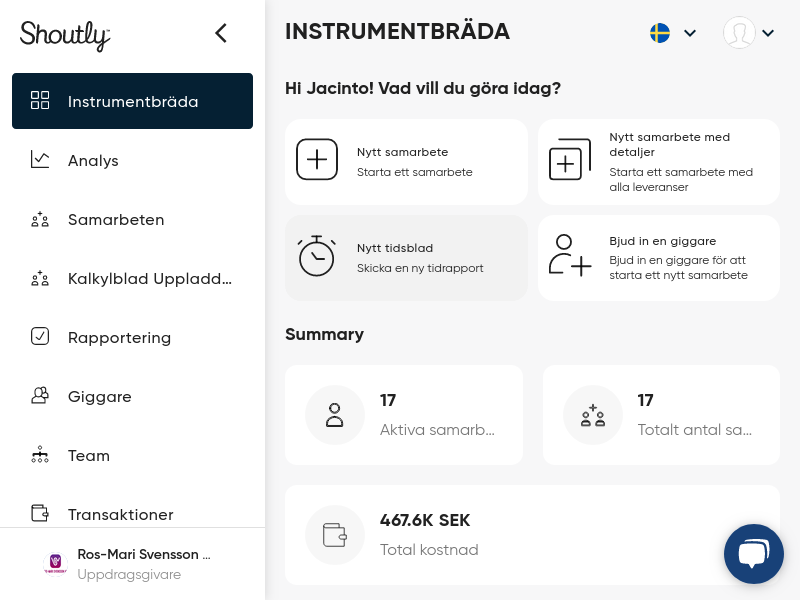 Shoutly
Instrumentbräda
Analys
Samarbeten
Kalkylblad Uppladd...
Rapportering
Giggare
Team
Transaktioner
Ros-Mari Svensson ...
Uppdragsgivare
INSTRUMENTBRÄDA
Hi Jacinto! Vad vill du göra idag?
Nytt samarbete
Starta ett samarbete
Nytt samarbete med
detaljer
Starta ett samarbete med
alla leveranser
Nytt tidsblad
Skicka en ny tidrapport
Bjud in en giggare
Bjud in en giggare för att
starta ett nytt samarbete
Summary
17
Aktiva samarb...
17
Totalt antal sa...
467.6K SEK
Total kostnad